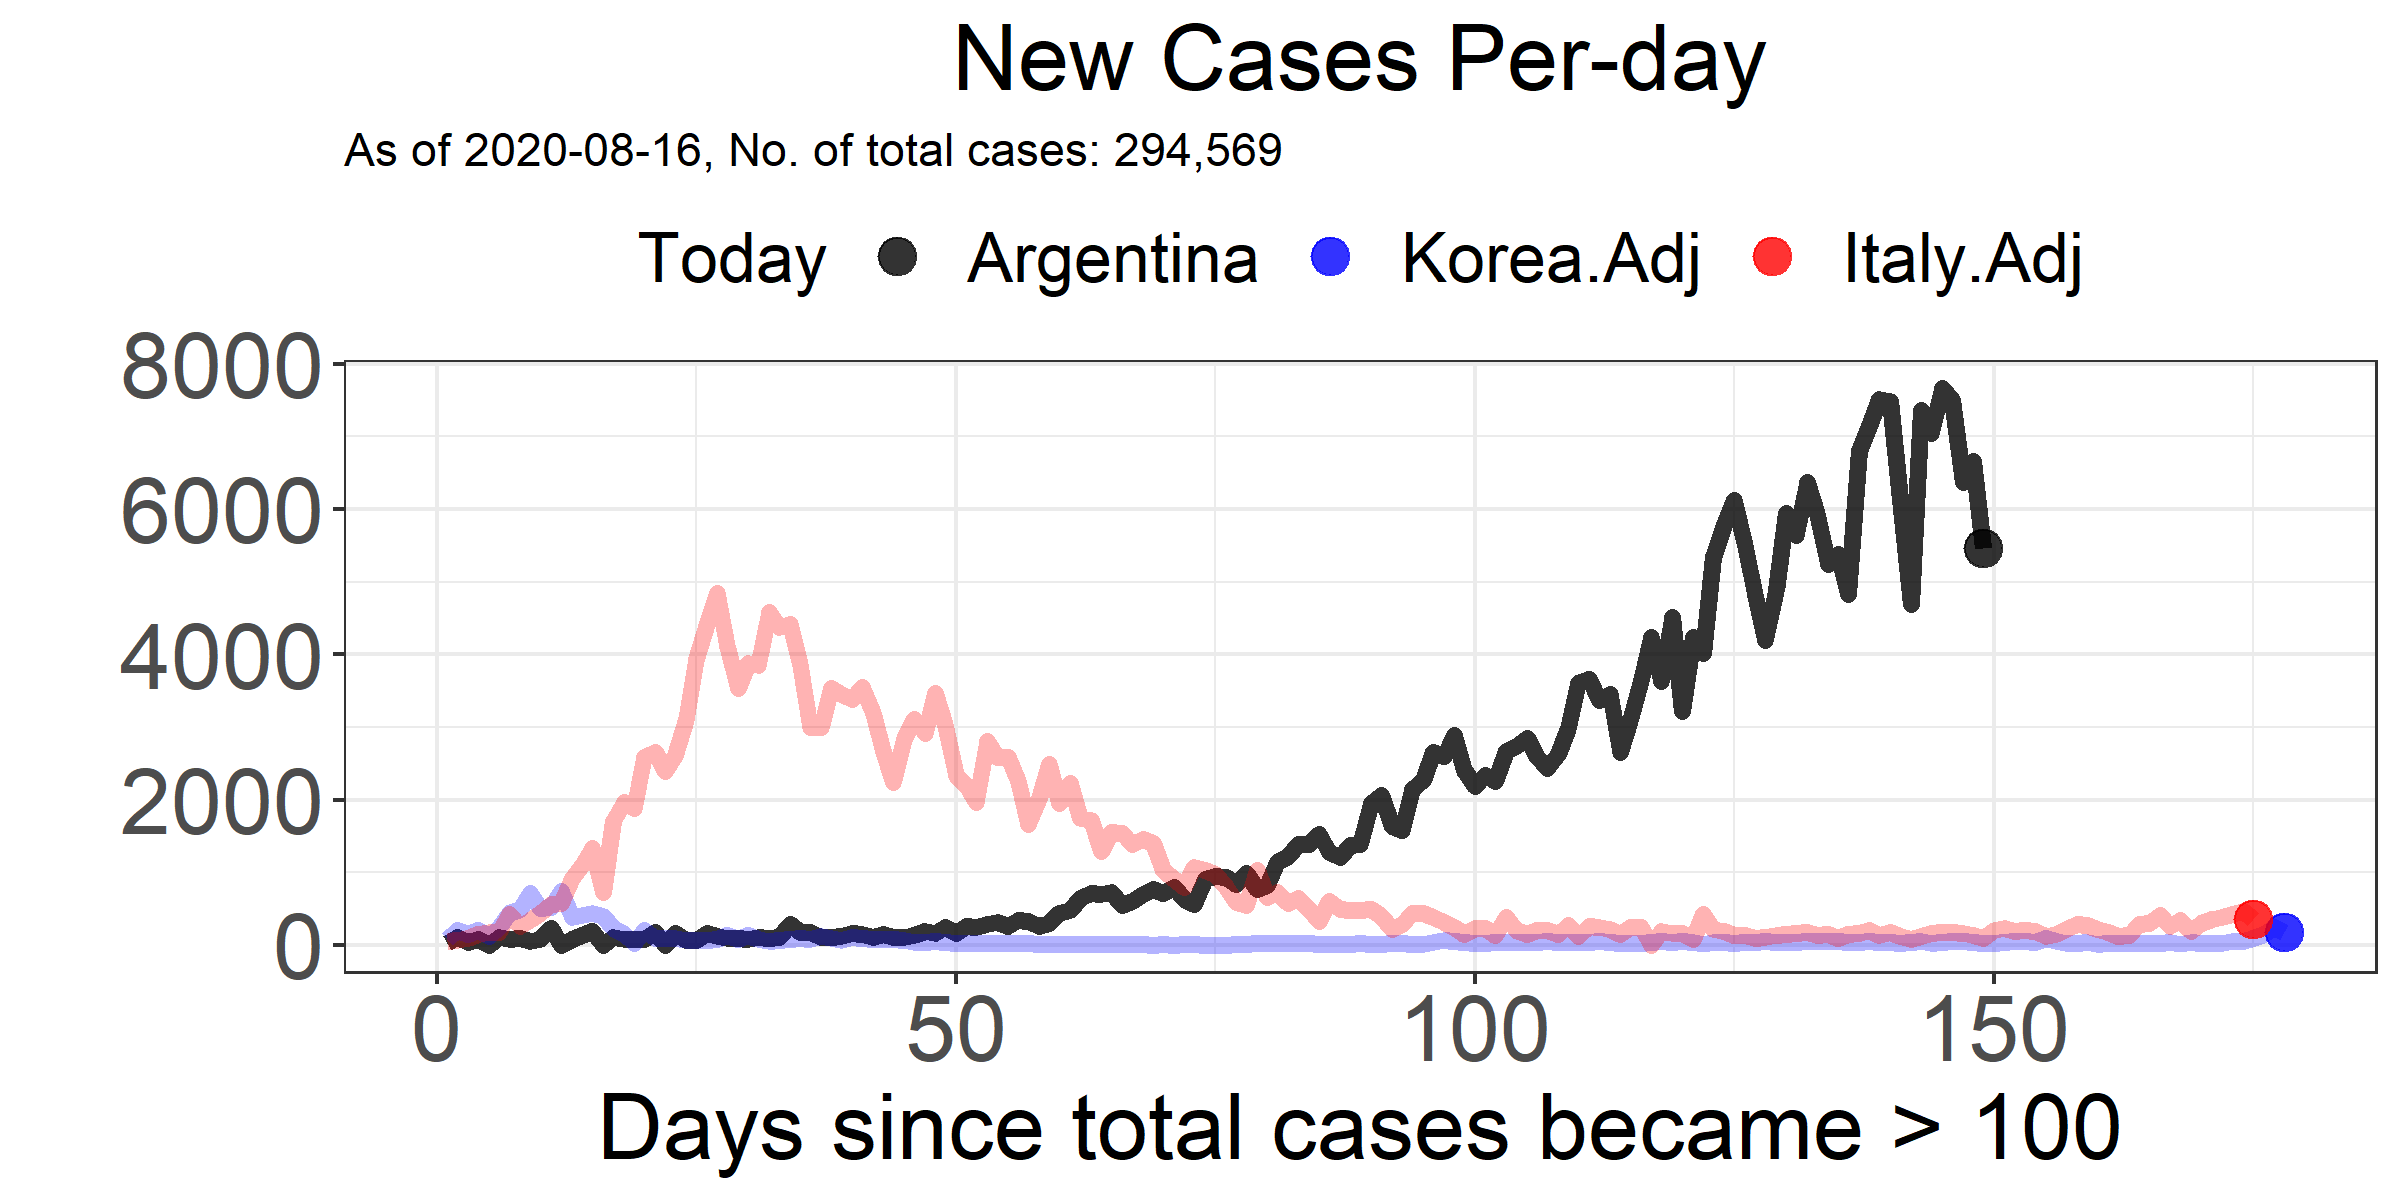 New Cases Per-day
As of 2020-08-16, No. of total cases: 294,569
Today Argentina Korea.Adj Italy.Adj
8000
6000
4000
2000
0
0 50 100 150
Days since total cases became > 100